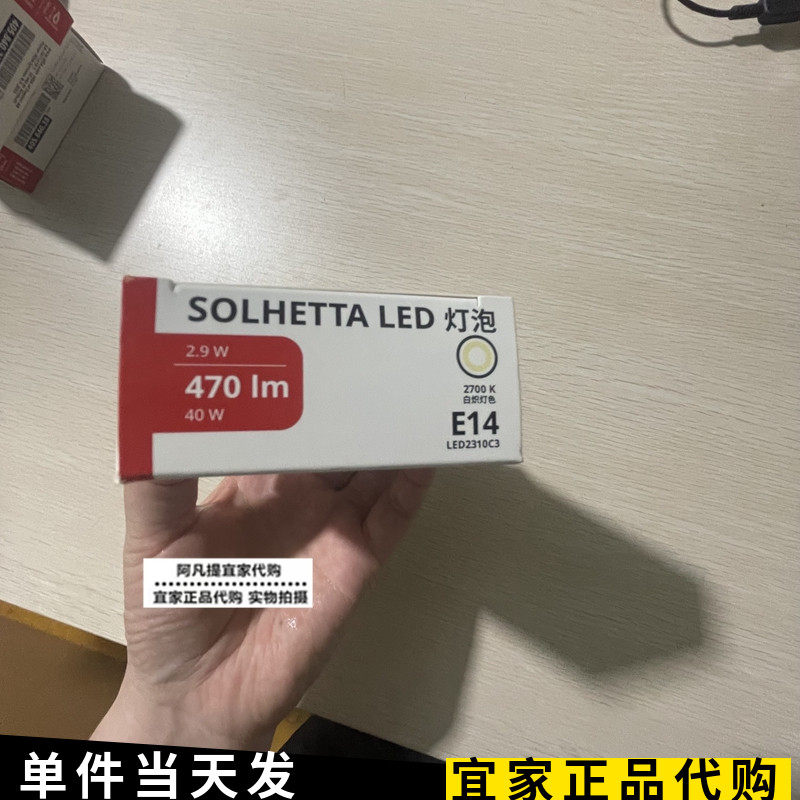 SOLHETTA LED 灯泡
2.9 W
470 lm
40 W
2700 K
白炽灯色
E14
LED2310C3
阿凡提宜家代购
宜家正品代购 实物拍摄
单件当天发
宜家正品代购